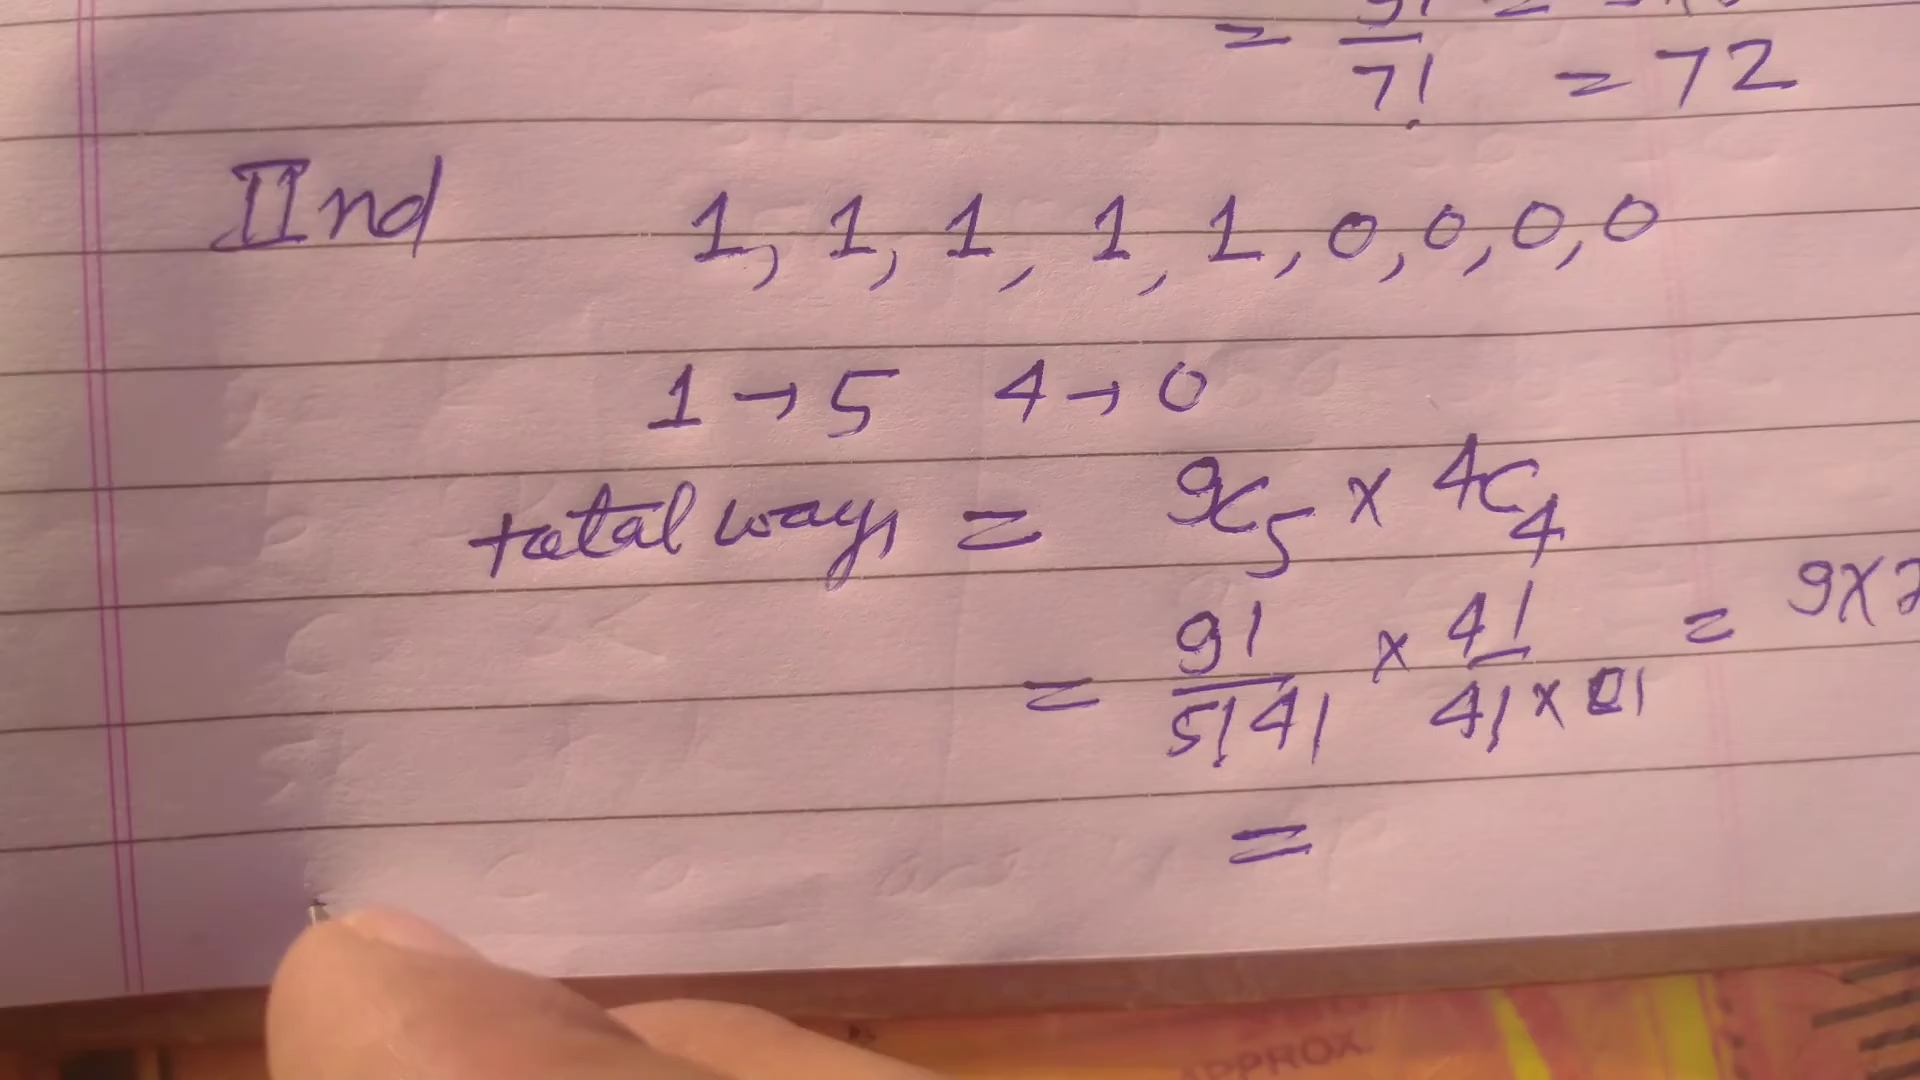 = 9! =
7! = 72
IInd 1, 1, 1, 1, 1, 0, 0, 0, 0
1 → 5 4 → 0
total ways = 9C5 × 4C4
= 9! / 5! 4! × 4! / 4! × 0! = 9×
=
APPROX.